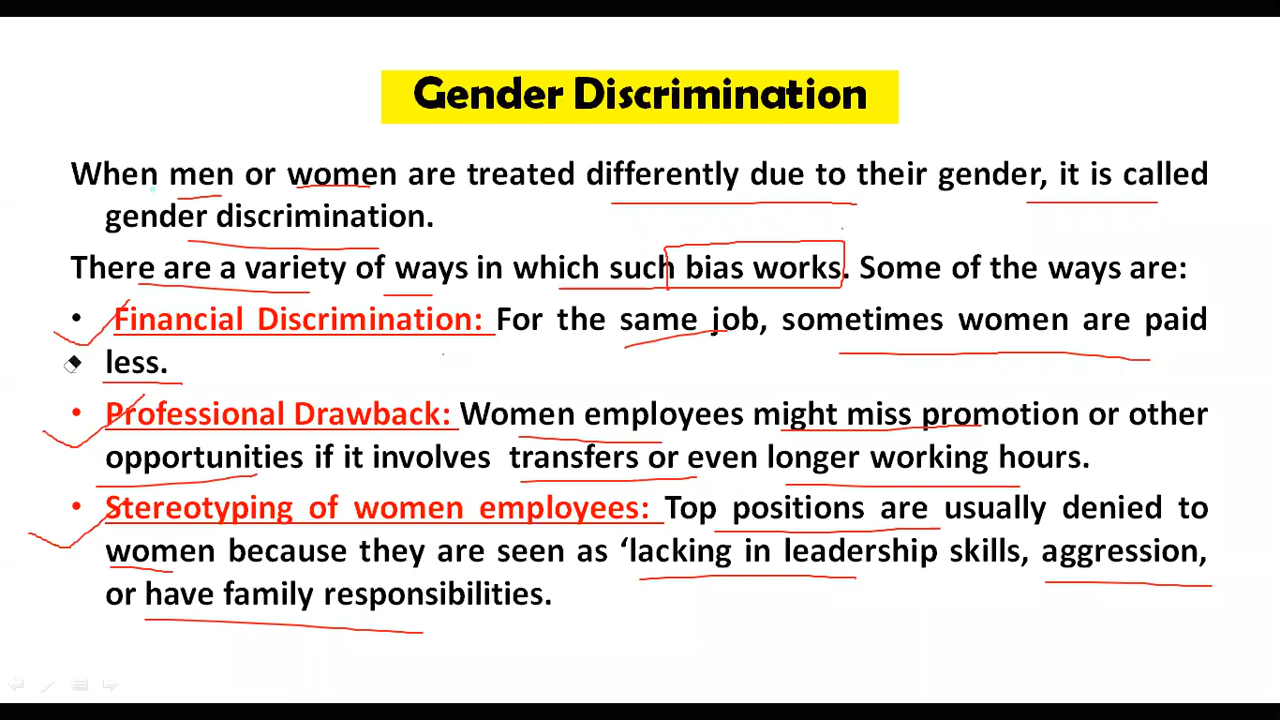 Gender Discrimination
When men or women are treated differently due to their gender, it is called
gender discrimination.
There are a variety of ways in which such bias works. Some of the ways are:
• Financial Discrimination: For the same job, sometimes women are paid
less.
• Professional Drawback: Women employees might miss promotion or other
opportunities if it involves transfers or even longer working hours.
• Stereotyping of women employees: Top positions are usually denied to
women because they are seen as ‘lacking in leadership skills, aggression,
or have family responsibilities.